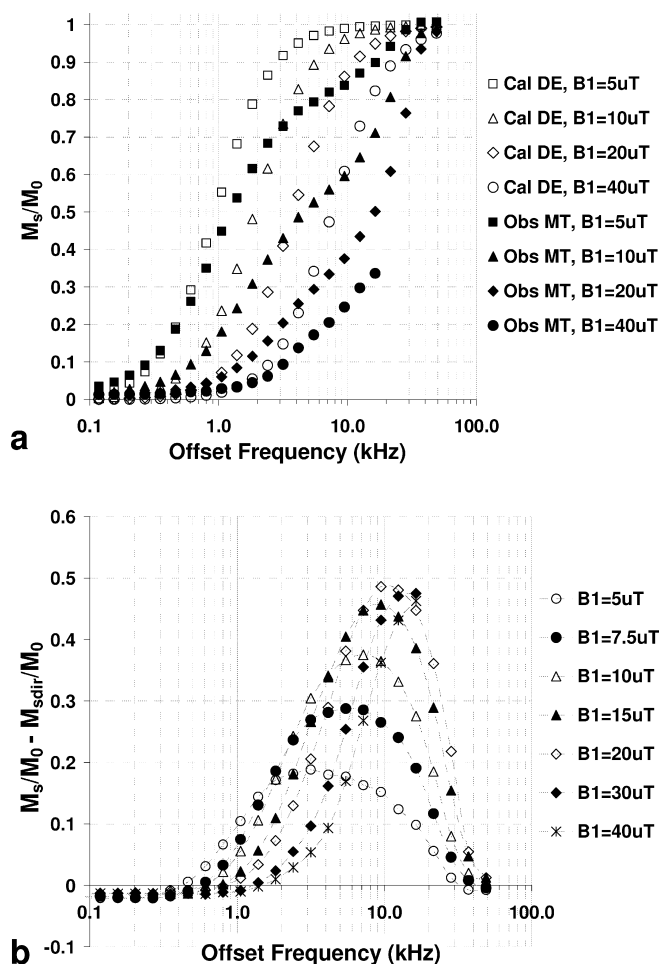 1
0.9
0.8
0.7
0.6
0.5
0.4
0.3
0.2
0.1
0
Ms/M0
0.1 1.0 10.0 100.0
Offset Frequency (kHz)
a
Cal DE, B1=5uT
Cal DE, B1=10uT
Cal DE, B1=20uT
Cal DE, B1=40uT
Obs MT, B1=5uT
Obs MT, B1=10uT
Obs MT, B1=20uT
Obs MT, B1=40uT
0.6
0.5
0.4
0.3
0.2
0.1
0
-0.1
Ms/M0 - Msdir/M0
0.1 1.0 10.0 100.0
Offset Frequency (kHz)
b
B1=5uT
B1=7.5uT
B1=10uT
B1=15uT
B1=20uT
B1=30uT
B1=40uT